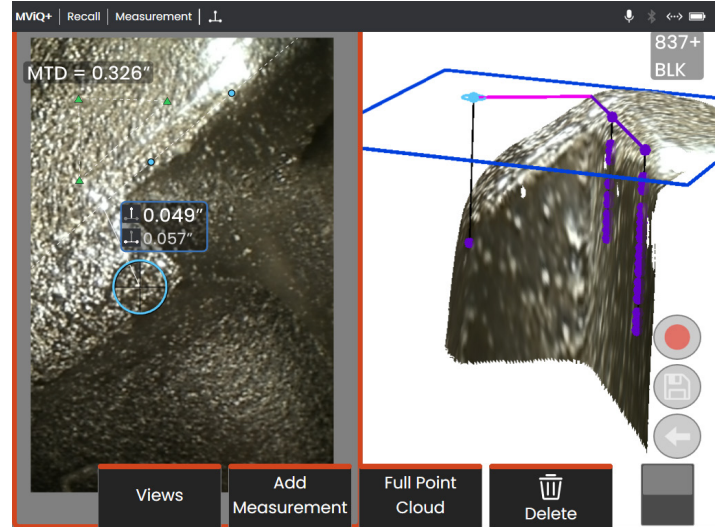 MViQ+ | Recall | Measurement |
MTD = 0.326"
837+
BLK
0.049"
0.057"
Views
Add
Measurement
Full Point
Cloud
Delete